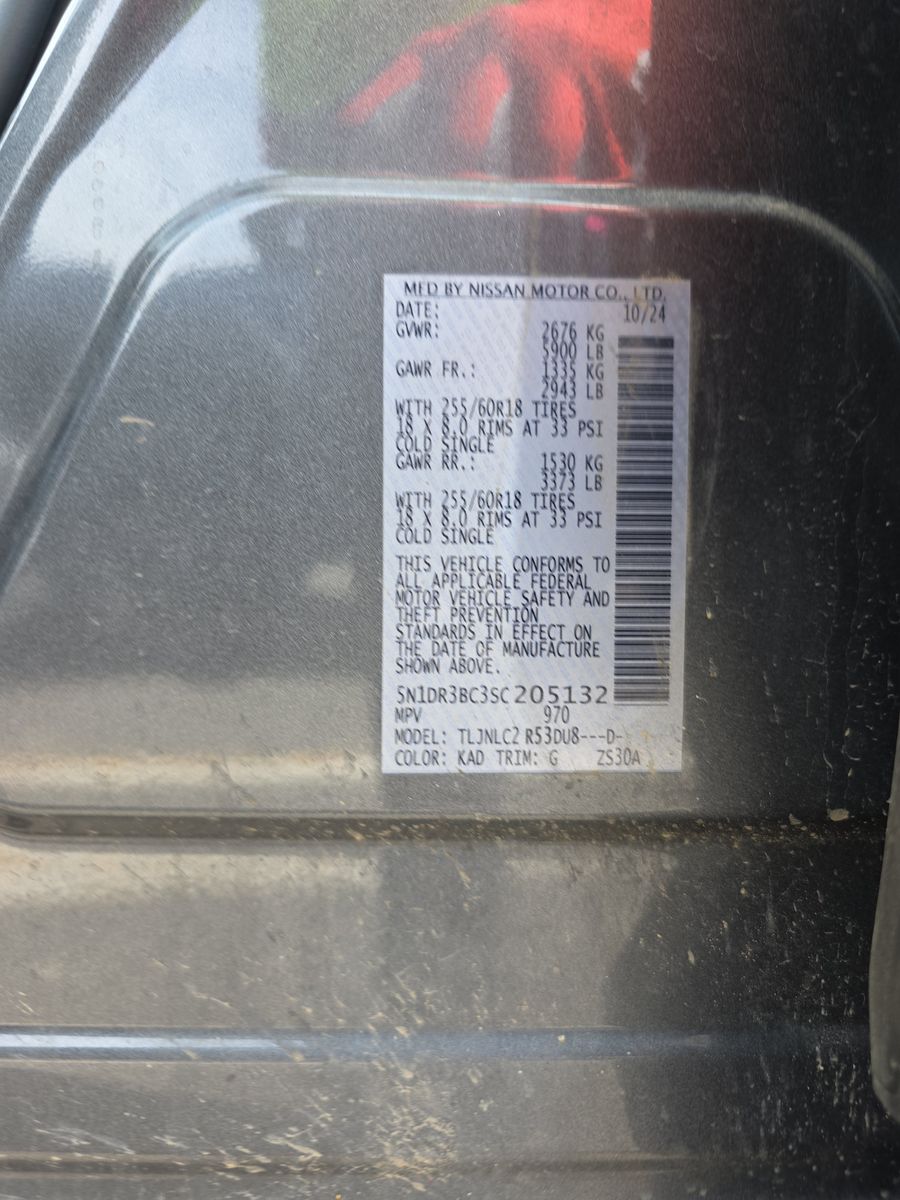 MFD BY NISSAN MOTOR CO., LTD.
DATE: 10/24
GVWR: 2676 KG
5900 LB
GAWR FR.: 1335 KG
2943 LB
WITH 255/60R18 TIRES
18 X 8.0 RIMS AT 33 PSI
COLD SINGLE
GAWR RR.: 1530 KG
3373 LB
WITH 255/60R18 TIRES
18 X 8.0 RIMS AT 33 PSI
COLD SINGLE
THIS VEHICLE CONFORMS TO
ALL APPLICABLE FEDERAL
MOTOR VEHICLE SAFETY AND
THEFT PREVENTION
STANDARDS IN EFFECT ON
THE DATE OF MANUFACTURE
SHOWN ABOVE.
5N1DR3BC3SC205132
MPV 970
MODEL: TLJNLC2 R53DU8---D-
COLOR: KAD TRIM: G ZS30A